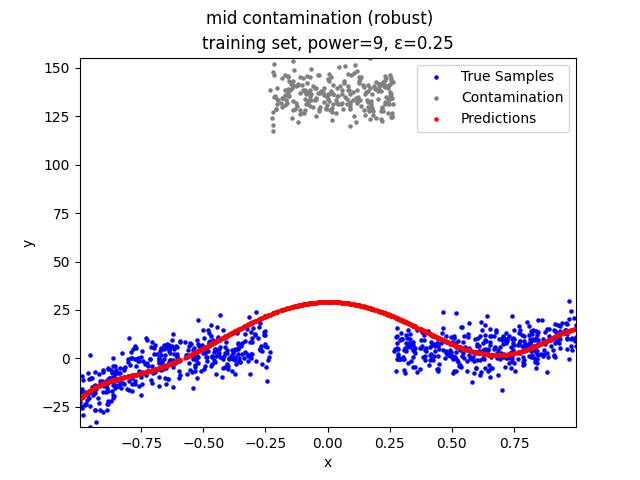 mid contamination (robust)
training set, power=9, ε=0.25
150
125
100
75
50
25
0
−25
y
True Samples
Contamination
Predictions
−0.75
−0.50
−0.25
0.00
0.25
0.50
0.75
x